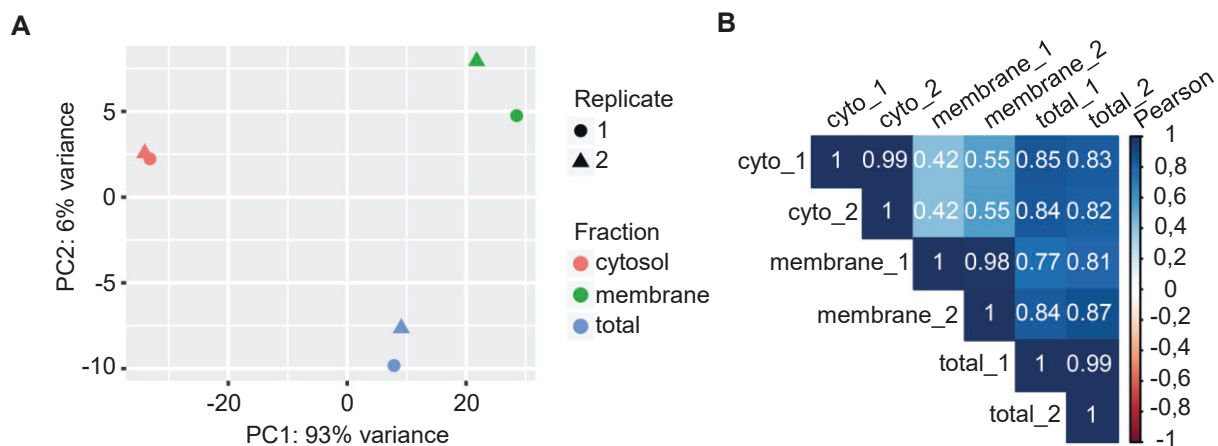 A
PC2: 6% variance
5
0
-5
-10
-20
0
20
PC1: 93% variance
Replicate
1
2
Fraction
cytosol
membrane
total
B
cyto_1
cyto_2
membrane_1
membrane_2
total_1
total_2
Pearson
cyto_1 1 0.99 0.42 0.55 0.85 0.83
cyto_2 1 0.42 0.55 0.84 0.82
membrane_1 1 0.98 0.77 0.81
membrane_2 1 0.84 0.87
total_1 1 0.99
total_2 1
1
0,8
0,6
0,4
0,2
0
-0,2
-0,4
-0,6
-0,8
-1